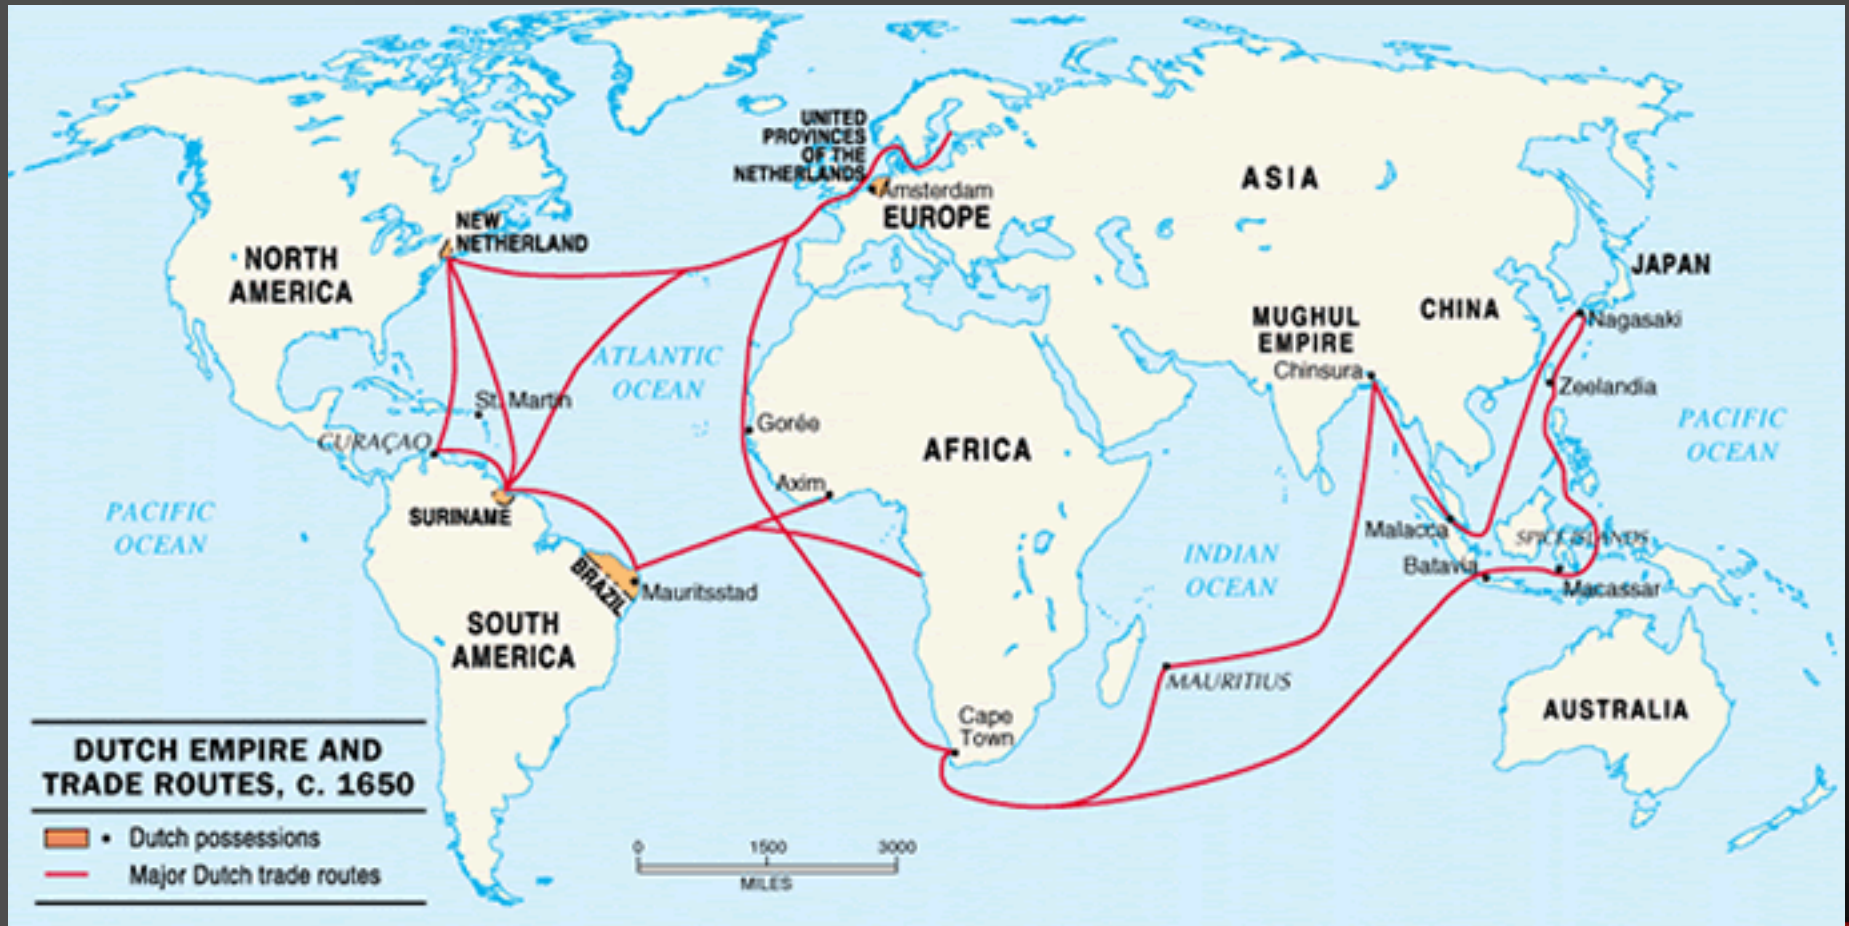 UNITED
PROVINCES
OF THE
NETHERLANDS
Amsterdam
EUROPE
ASIA
NEW
NETHERLAND
NORTH
AMERICA
JAPAN
CHINA
Nagasaki
MUGHUL
EMPIRE
Chinsura
ATLANTIC
OCEAN
Zeelandia
St. Martin
PACIFIC
OCEAN
Gorée
CURAÇAO
AFRICA
Axim
SURINAME
PACIFIC
OCEAN
Malacca
SPICE ISLANDS
INDIAN
OCEAN
Batavia
Macassar
BRAZIL
Mauritsstad
SOUTH
AMERICA
MAURITIUS
Cape
Town
AUSTRALIA
DUTCH EMPIRE AND
TRADE ROUTES, C. 1650
Dutch possessions
Major Dutch trade routes
0 1500 3000
MILES